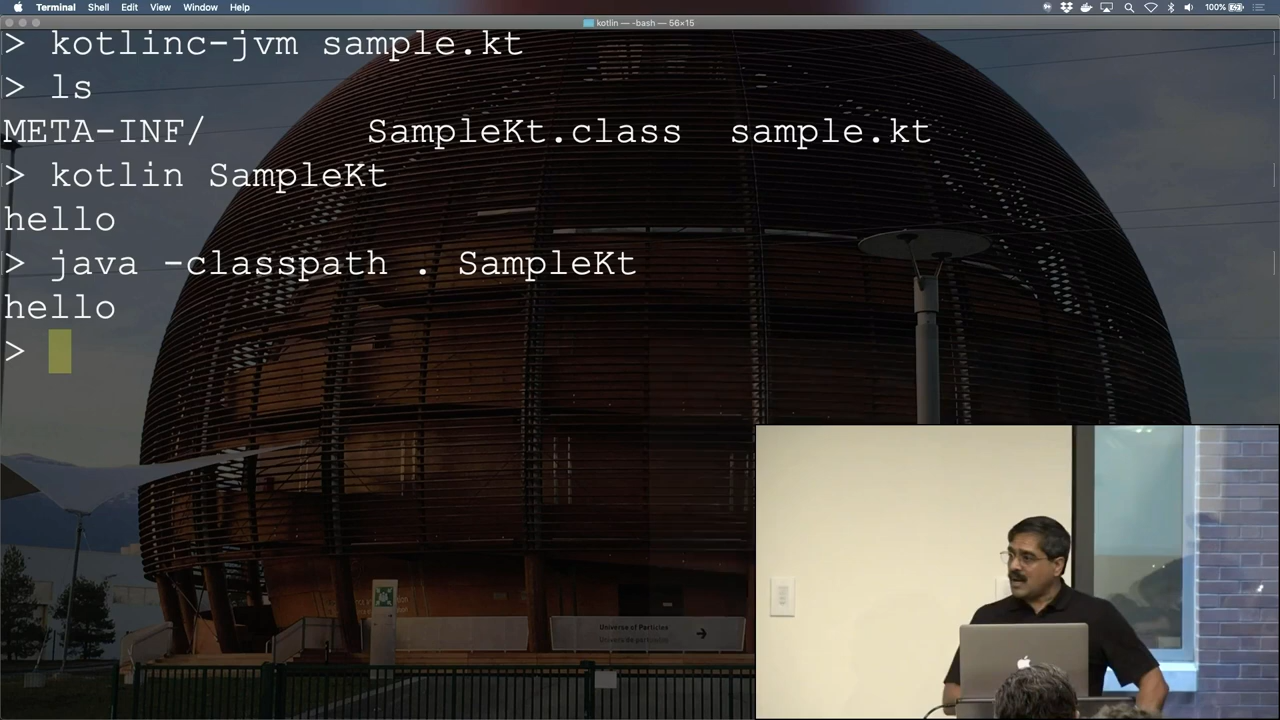 Terminal Shell Edit View Window Help 100%
kotlin — -bash — 56×15
> kotlinc-jvm sample.kt
> ls
META-INF/ SampleKt.class sample.kt
> kotlin SampleKt
hello
> java -classpath . SampleKt
hello
>
Universe of Particles